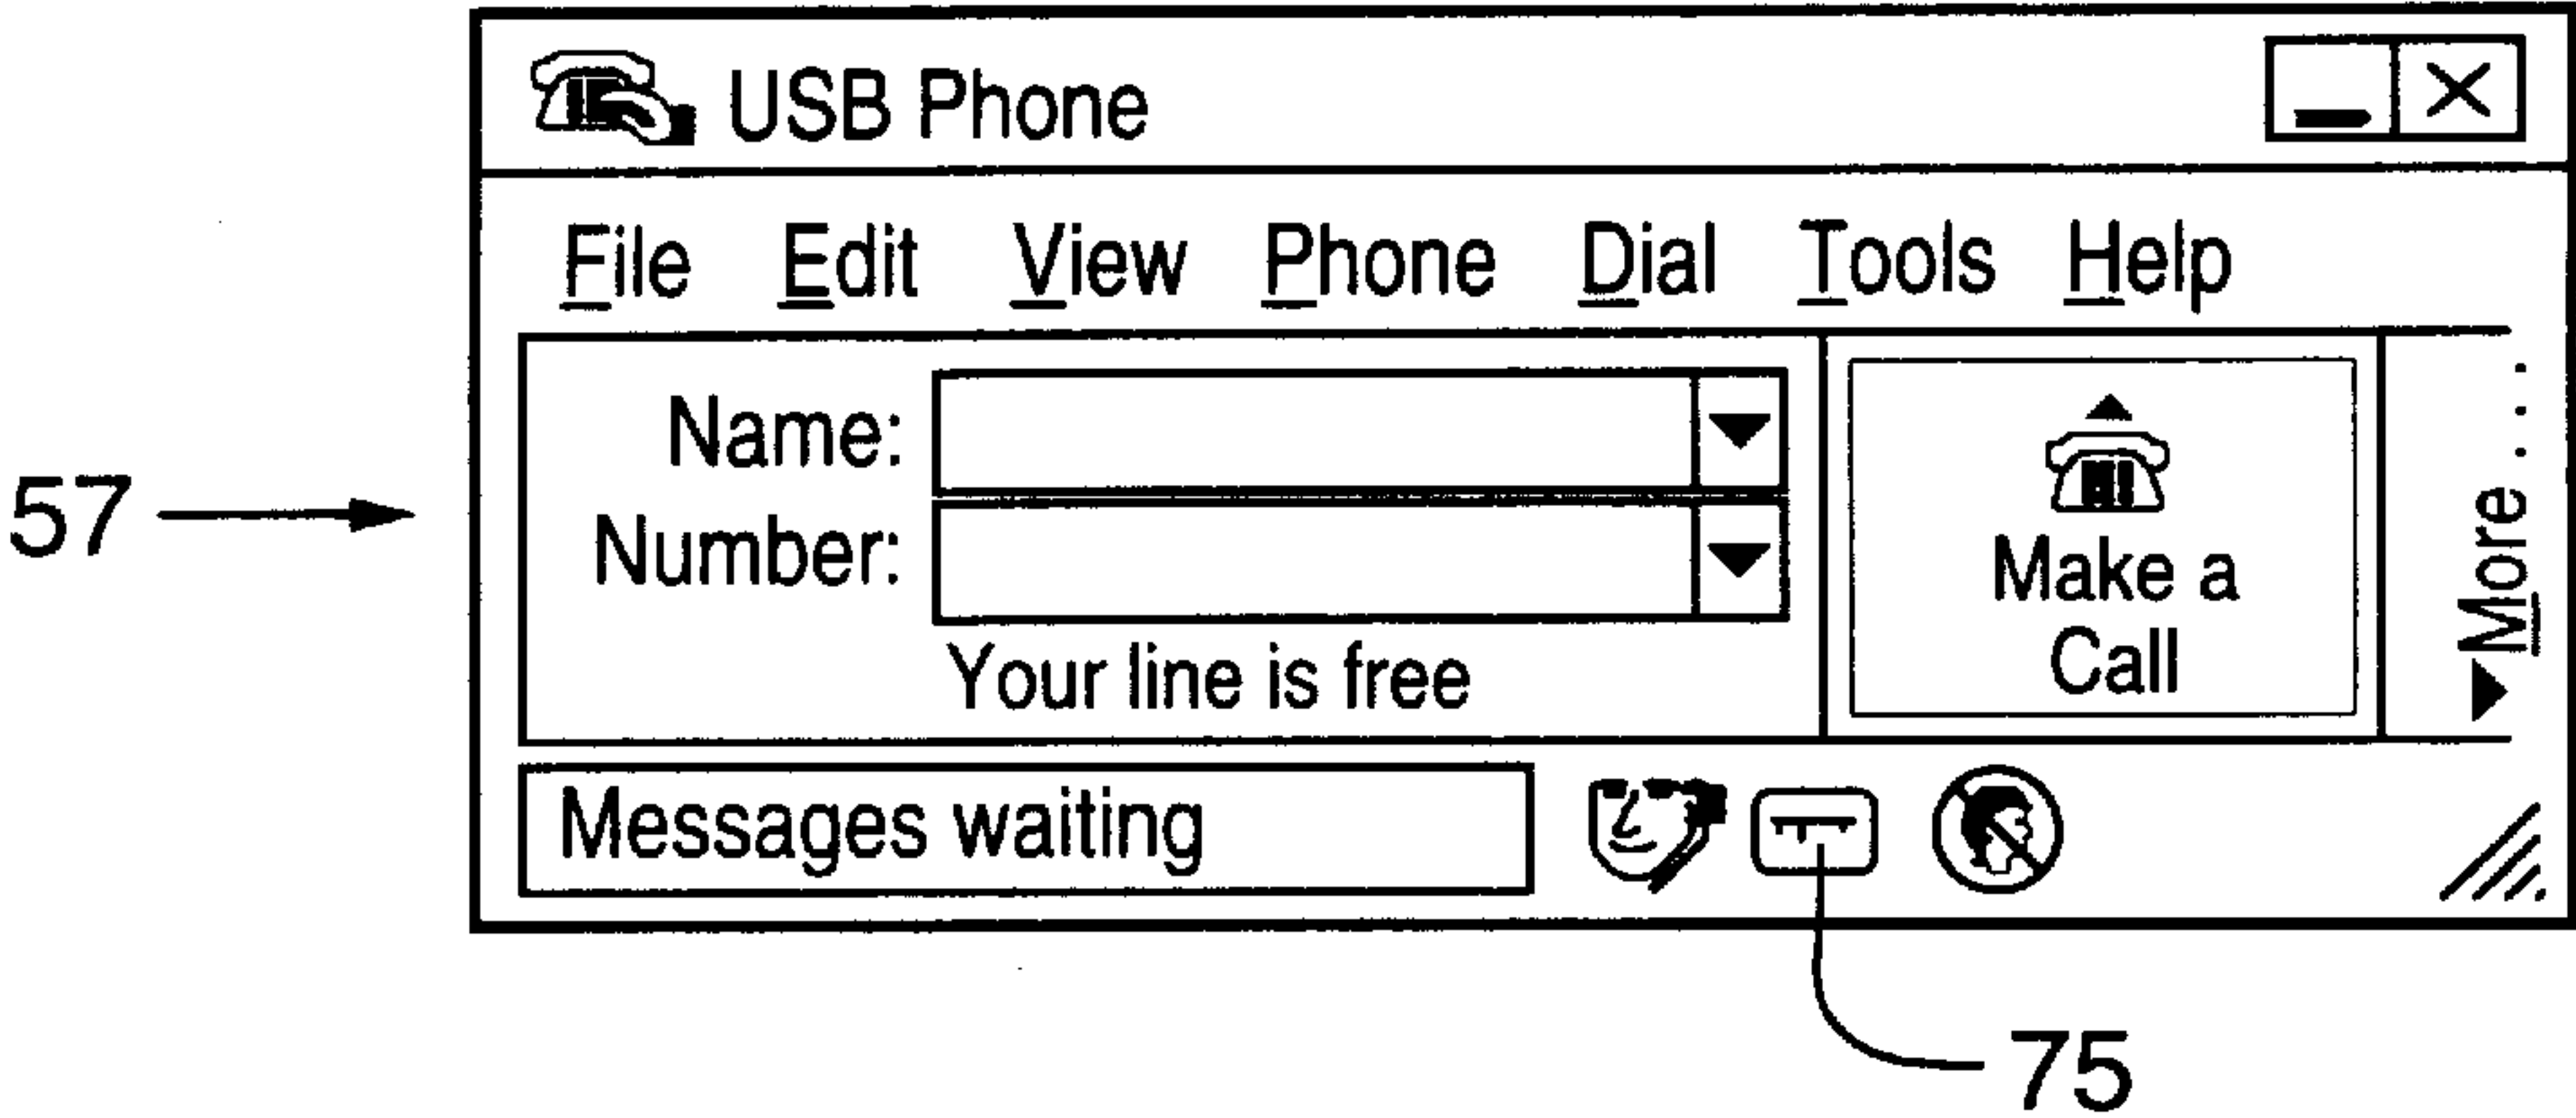 USB Phone
File Edit View Phone Dial Tools Help
Name:
Number:
Your line is free
Make a
Call
More ....
Messages waiting
57
75